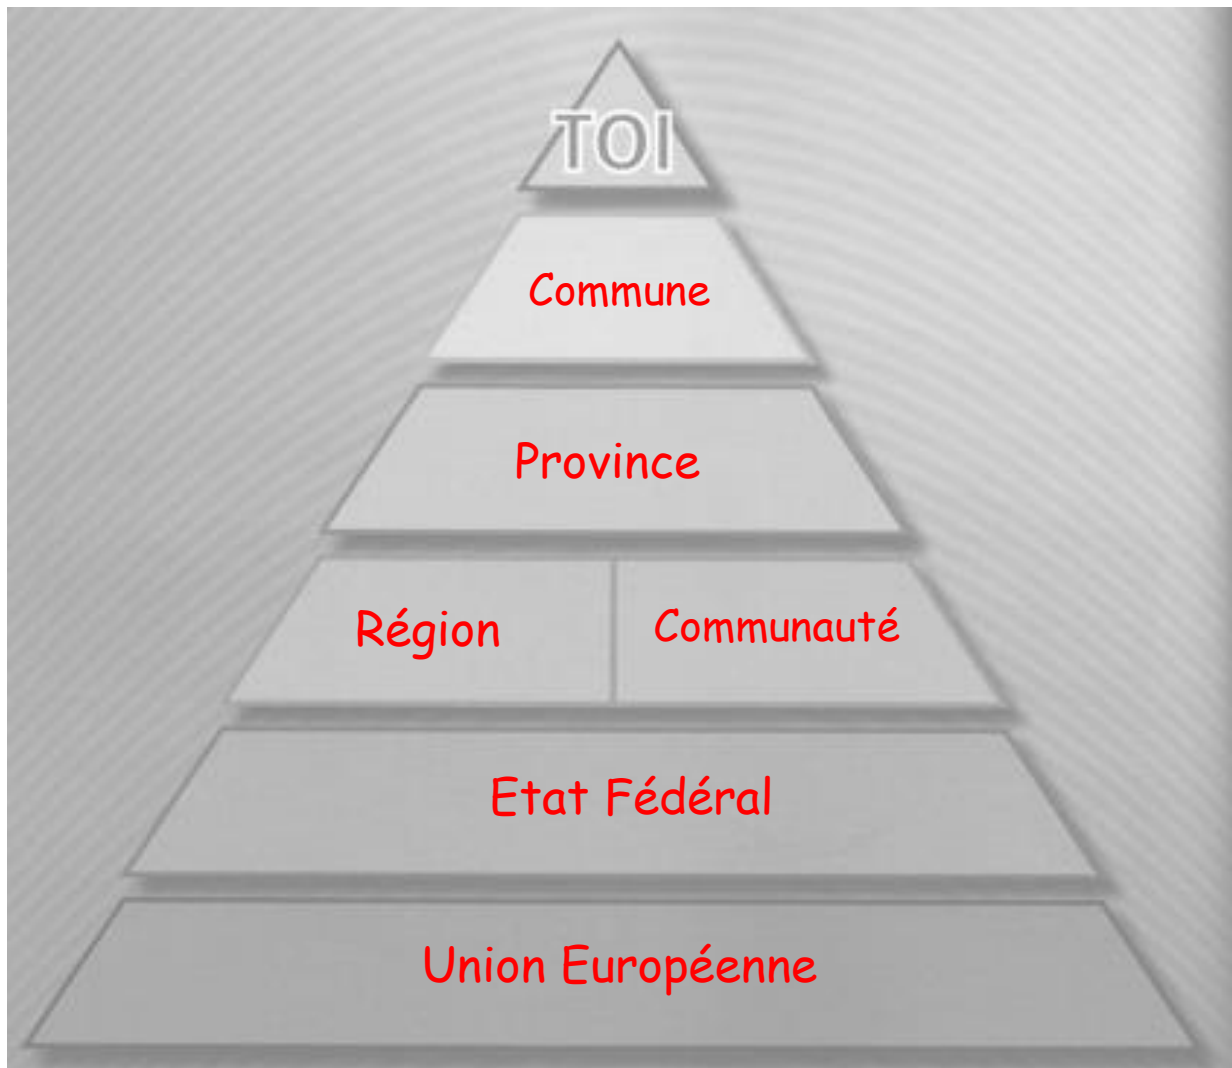 TOI
Commune
Province
Région Communauté
Etat Fédéral
Union Européenne